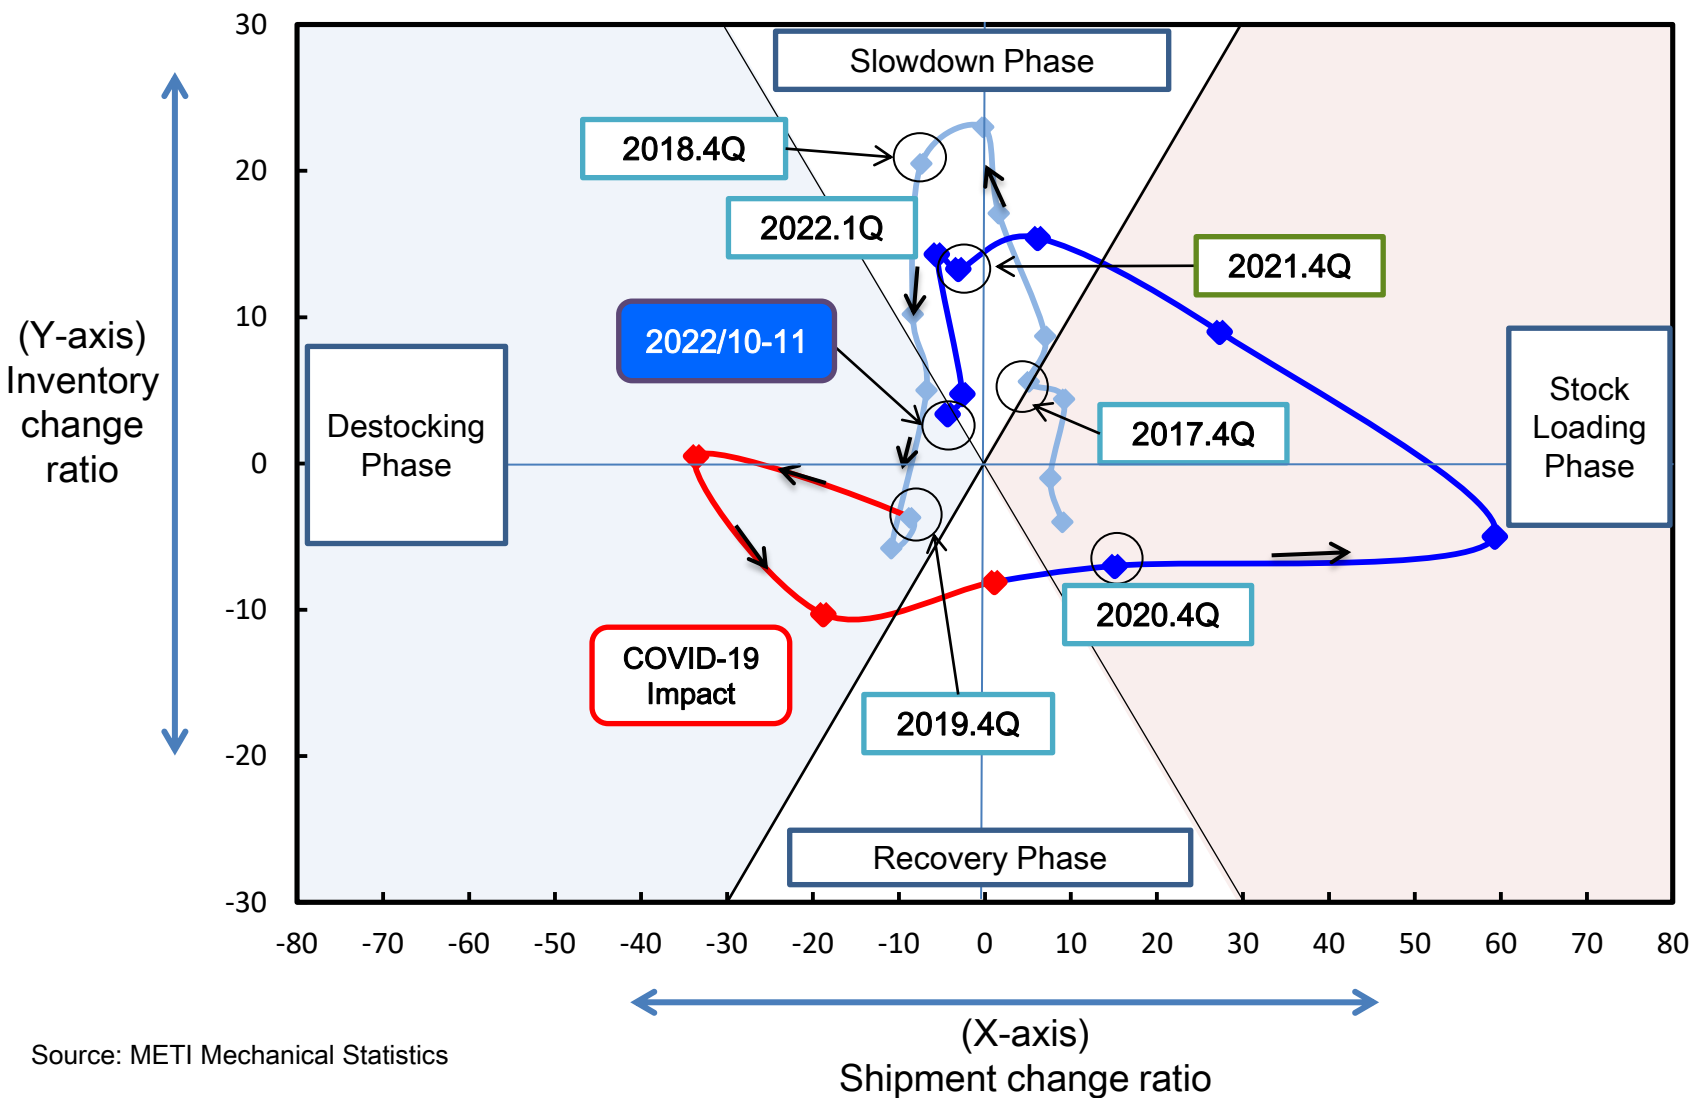 30
20
10
0
-10
-20
-30
Slowdown Phase
2018.4Q
2022.1Q
2021.4Q
2022/10-11
(Y-axis)
Inventory
change
ratio
Destocking
Phase
2017.4Q
Stock
Loading
Phase
2020.4Q
COVID-19
Impact
2019.4Q
Recovery Phase
-80 -70 -60 -50 -40 -30 -20 -10 0 10 20 30 40 50 60 70 80
(X-axis)
Shipment change ratio
Source: METI Mechanical Statistics